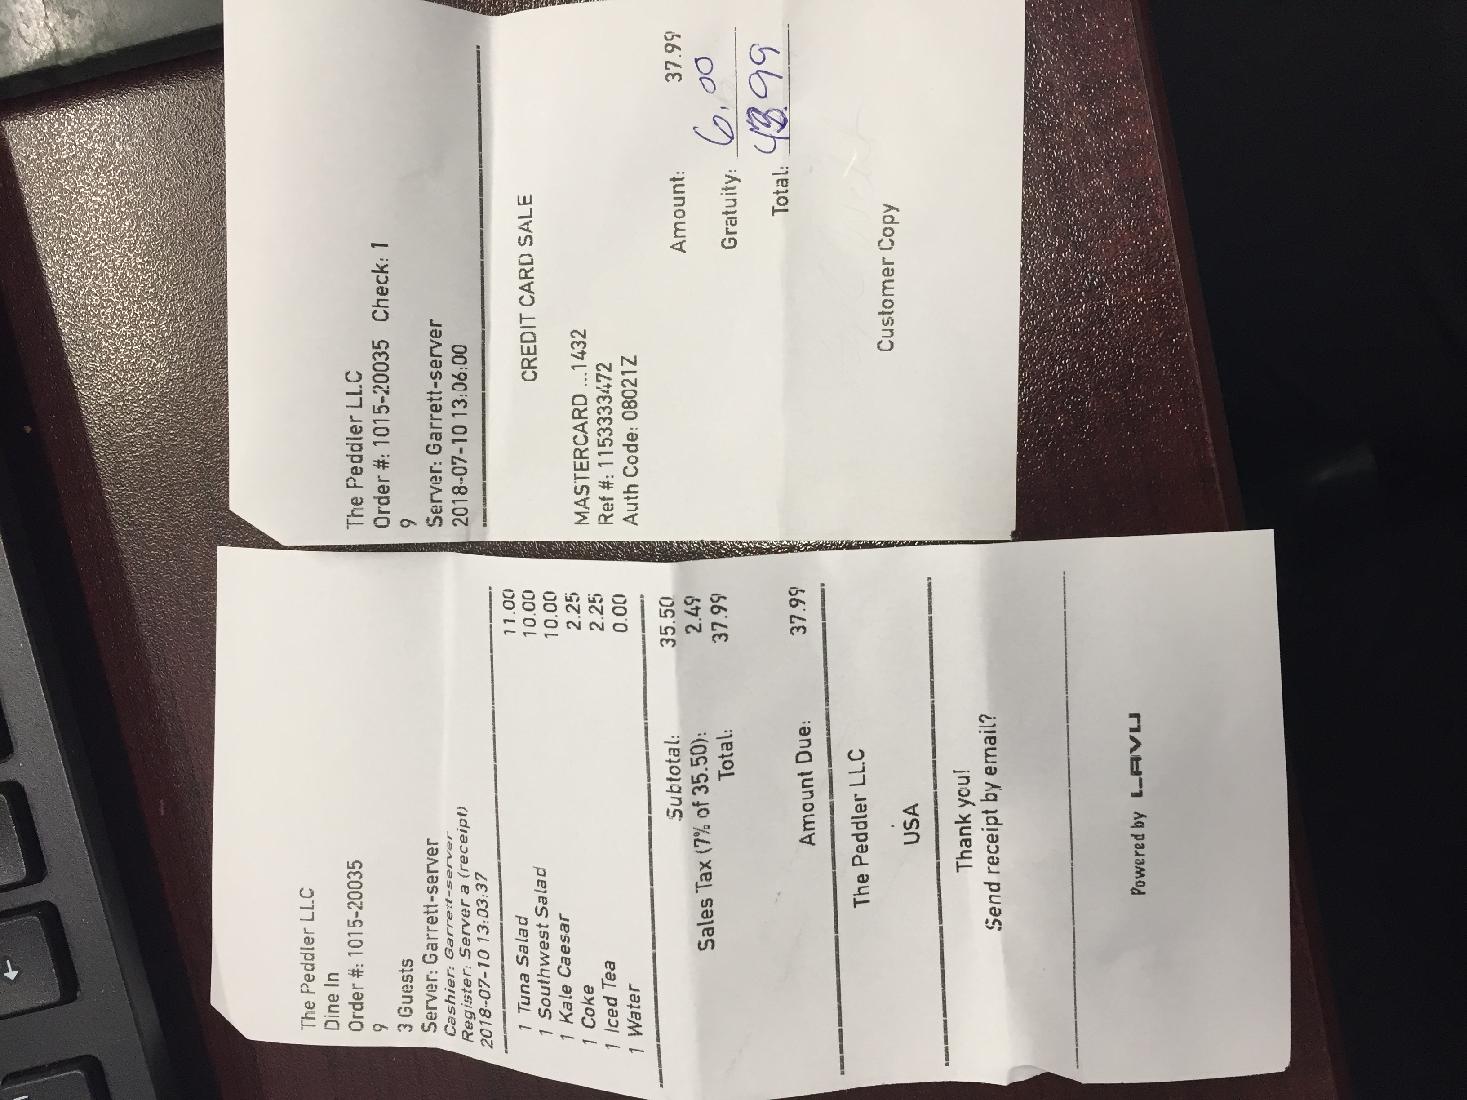 The Peddler LLC
Dine In
Order #: 1015-20035
9
3 Guests
Server: Garrett-server
Cashier: Garrett-server
Register: Server a (receipt)
2018-07-10 13:03:37
1 Tuna Salad 11.00
1 Southwest Salad 10.00
1 Kale Caesar 10.00
1 Coke 2.25
1 Iced Tea 2.25
1 Water 0.00
Subtotal: 35.50
Sales Tax (7% of 35.50): 2.49
Total: 37.99
Amount Due: 37.99
The Peddler LLC
USA
Thank you!
Send receipt by email?
Powered by LAVU
The Peddler LLC
Order #: 1015-20035 Check: 1
9
Server: Garrett-server
2018-07-10 13:06:00
CREDIT CARD SALE
MASTERCARD ...1432
Ref #: 1153333472
Auth Code: 08021Z
Amount: 37.99
Gratuity: 6.00
Total: 43.99
Customer Copy